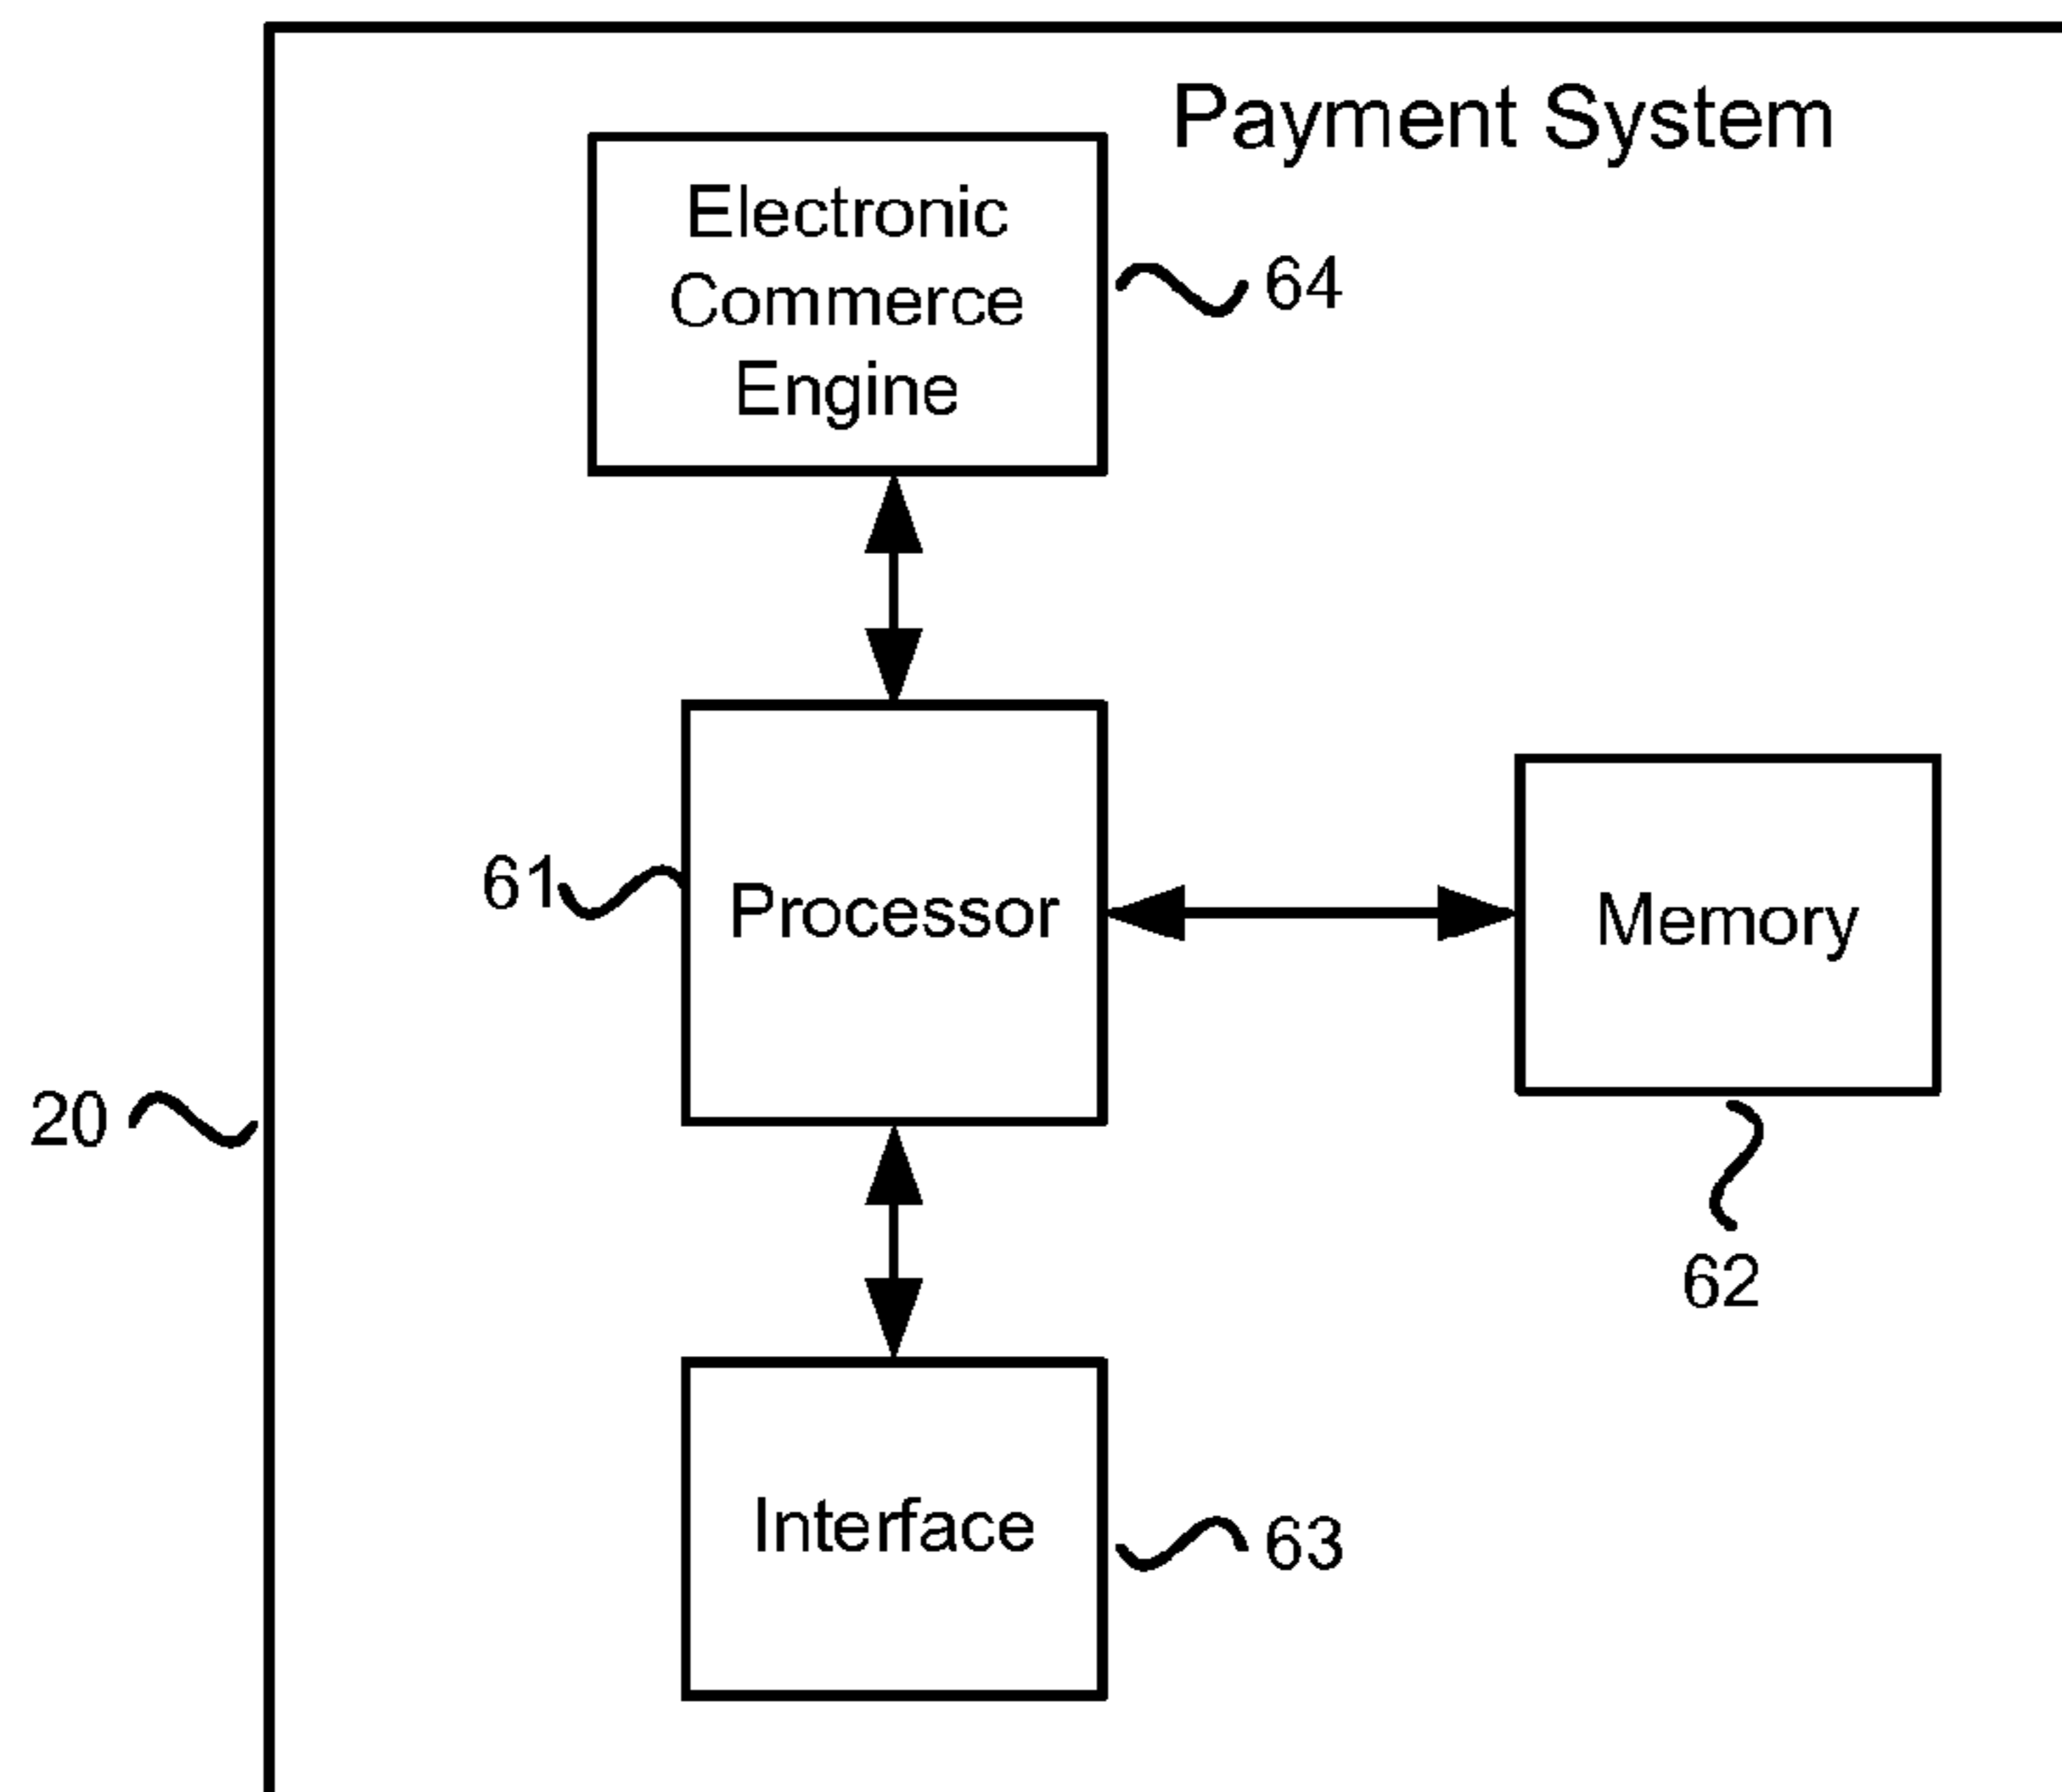 Payment System
Electronic
Commerce
Engine
64
61
Processor
Memory
20
62
Interface
63